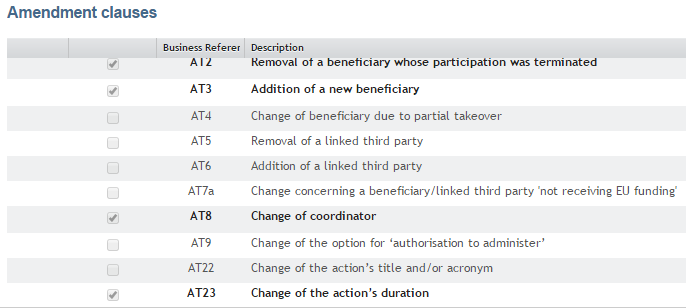 Amendment clauses
Business Referer Description
AT2 Removal of a beneficiary whose participation was terminated
AT3 Addition of a new beneficiary
AT4 Change of beneficiary due to partial takeover
AT5 Removal of a linked third party
AT6 Addition of a linked third party
AT7a Change concerning a beneficiary/linked third party 'not receiving EU funding'
AT8 Change of coordinator
AT9 Change of the option for ‘authorisation to administer’
AT22 Change of the action’s title and/or acronym
AT23 Change of the action’s duration